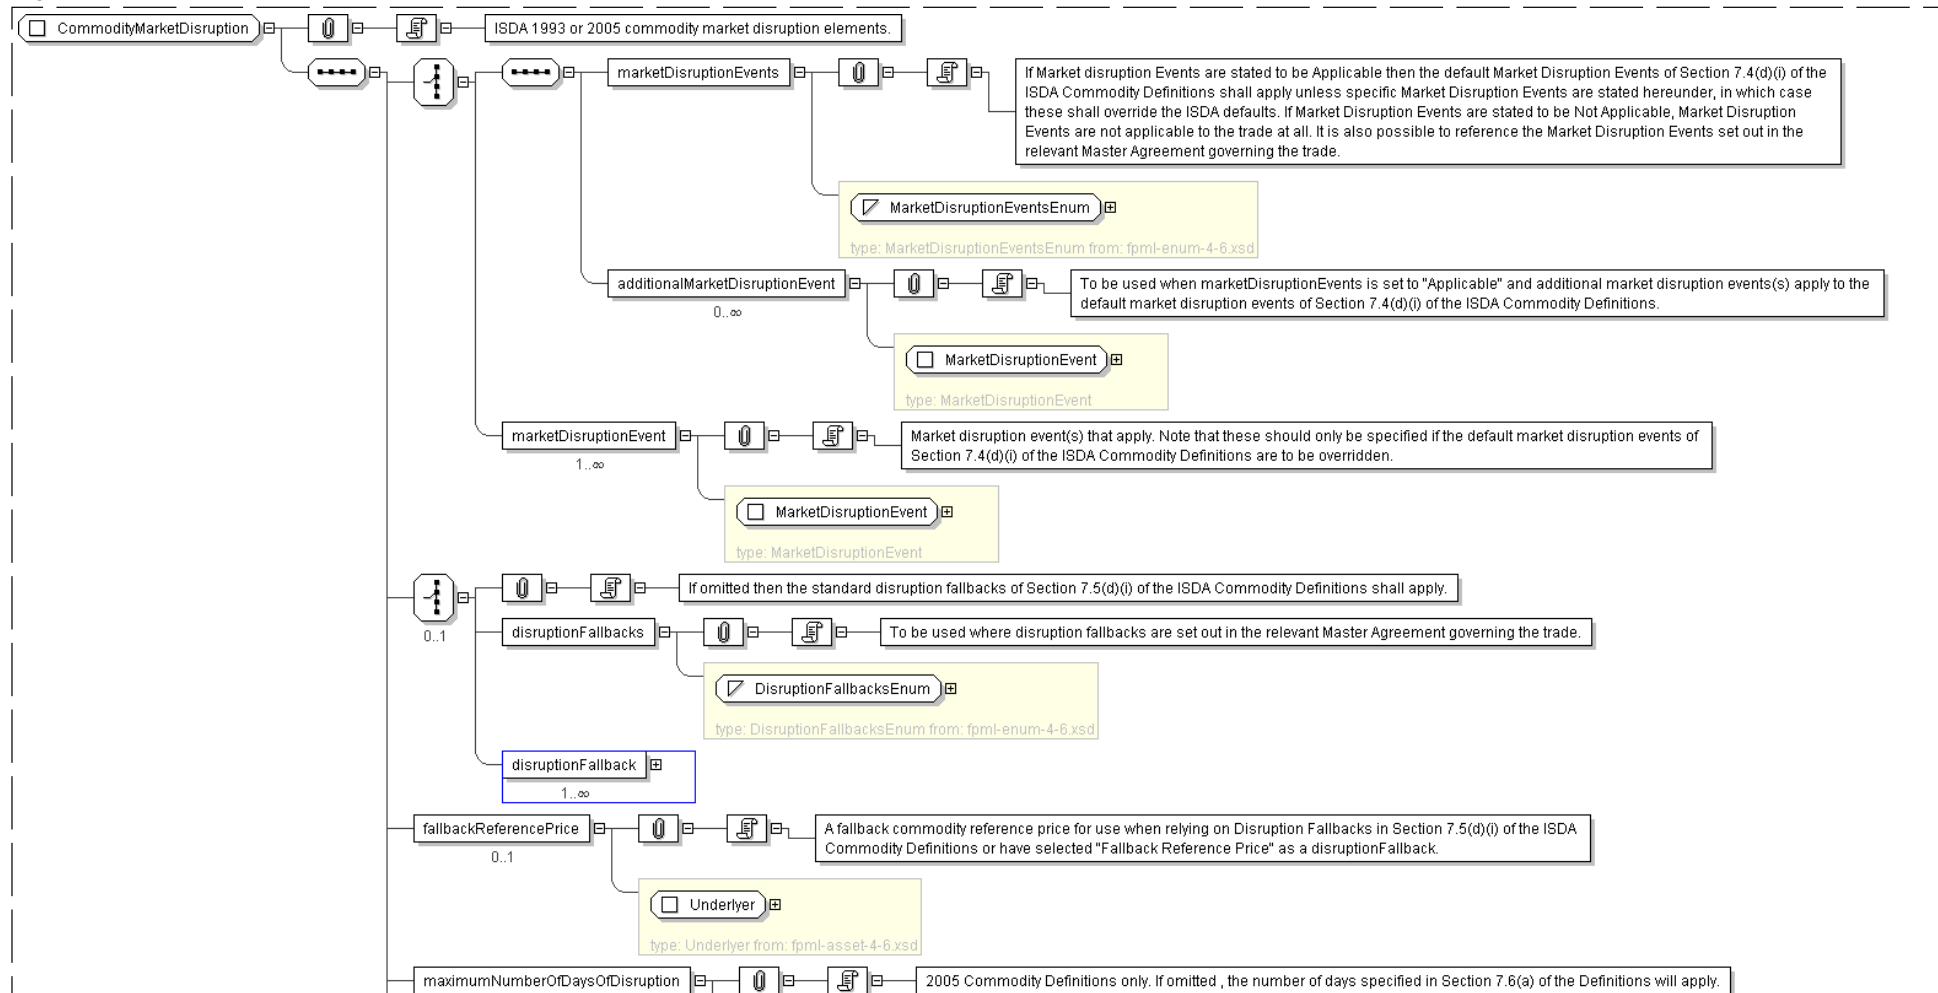 CommodityMarketDisruption
ISDA 1993 or 2005 commodity market disruption elements.
marketDisruptionEvents
If Market disruption Events are stated to be Applicable then the default Market Disruption Events of Section 7.4(d)(i) of the
ISDA Commodity Definitions shall apply unless specific Market Disruption Events are stated hereunder, in which case
these shall override the ISDA defaults. If Market Disruption Events are stated to be Not Applicable, Market Disruption
Events are not applicable to the trade at all. It is also possible to reference the Market Disruption Events set out in the
relevant Master Agreement governing the trade.
MarketDisruptionEventsEnum
type: MarketDisruptionEventsEnum from: fpml-enum-4-6.xsd
additionalMarketDisruptionEvent
0..∞
To be used when marketDisruptionEvents is set to "Applicable" and additional market disruption events(s) apply to the
default market disruption events of Section 7.4(d)(i) of the ISDA Commodity Definitions.
MarketDisruptionEvent
type: MarketDisruptionEvent
marketDisruptionEvent
1..∞
Market disruption event(s) that apply. Note that these should only be specified if the default market disruption events of
Section 7.4(d)(i) of the ISDA Commodity Definitions are to be overridden.
MarketDisruptionEvent
type: MarketDisruptionEvent
0..1
If omitted then the standard disruption fallbacks of Section 7.5(d)(i) of the ISDA Commodity Definitions shall apply.
disruptionFallbacks
To be used where disruption fallbacks are set out in the relevant Master Agreement governing the trade.
DisruptionFallbacksEnum
type: DisruptionFallbacksEnum from: fpml-enum-4-6.xsd
disruptionFallback
1..∞
fallbackReferencePrice
0..1
A fallback commodity reference price for use when relying on Disruption Fallbacks in Section 7.5(d)(i) of the ISDA
Commodity Definitions or have selected "Fallback Reference Price" as a disruptionFallback.
Underlyer
type: Underlyer from: fpml-asset-4-6.xsd
maximumNumberOfDaysOfDisruption
2005 Commodity Definitions only. If omitted , the number of days specified in Section 7.6(a) of the Definitions will apply.